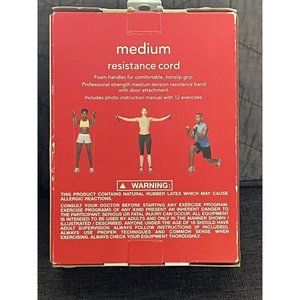 medium
resistance cord
Foam handles for comfortable, nonslip grip.
Professional strength medium-tension resistance band
with door attachment.
Includes photo instruction manual with 12 exercises.
⚠ WARNING:
THIS PRODUCT CONTAINS NATURAL RUBBER LATEX WHICH MAY CAUSE
ALLERGIC REACTIONS.
CONSULT YOUR DOCTOR BEFORE STARTING ANY EXERCISE PROGRAM.
EXERCISE PROGRAMS OF ANY KIND PRESENT AN INHERENT DANGER TO
THE PARTICIPANT. SERIOUS OR FATAL INJURY CAN OCCUR. ALL EQUIPMENT
IS INTENDED TO BE USED BY ADULTS AND ONLY IN THE MANNER SHOWN /
ILLUSTRATED / DESCRIBED. ANYONE UNDER THE AGE OF 18 SHOULD HAVE
ADULT SUPERVISION. ALWAYS FOLLOW INSTRUCTIONS (IF INCLUDED).
ALWAYS USE PROPER TECHNIQUES AND COMMON SENSE WHEN
EXERCISING. ALWAYS CHECK YOUR EQUIPMENT THOROUGHLY.